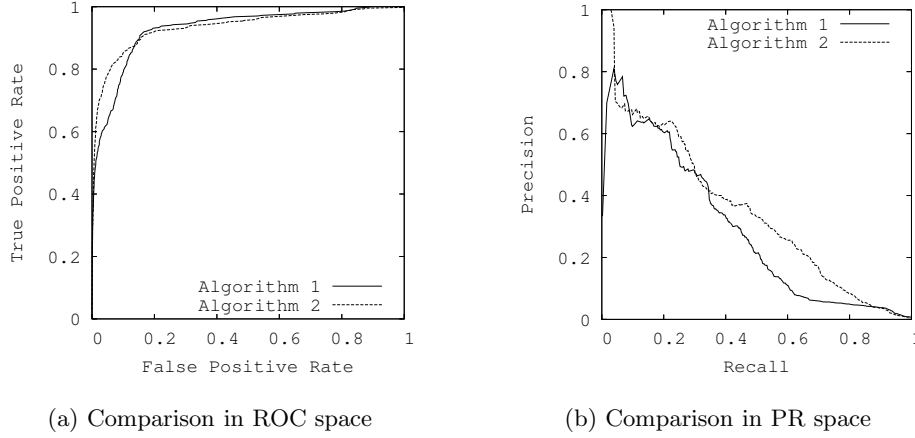 1
0.8
0.6
0.4
0.2
0
True Positive Rate
Algorithm 1
Algorithm 2
0 0.2 0.4 0.6 0.8 1
False Positive Rate
(a) Comparison in ROC space
1
0.8
0.6
0.4
0.2
0
Precision
Algorithm 1
Algorithm 2
0 0.2 0.4 0.6 0.8 1
Recall
(b) Comparison in PR space